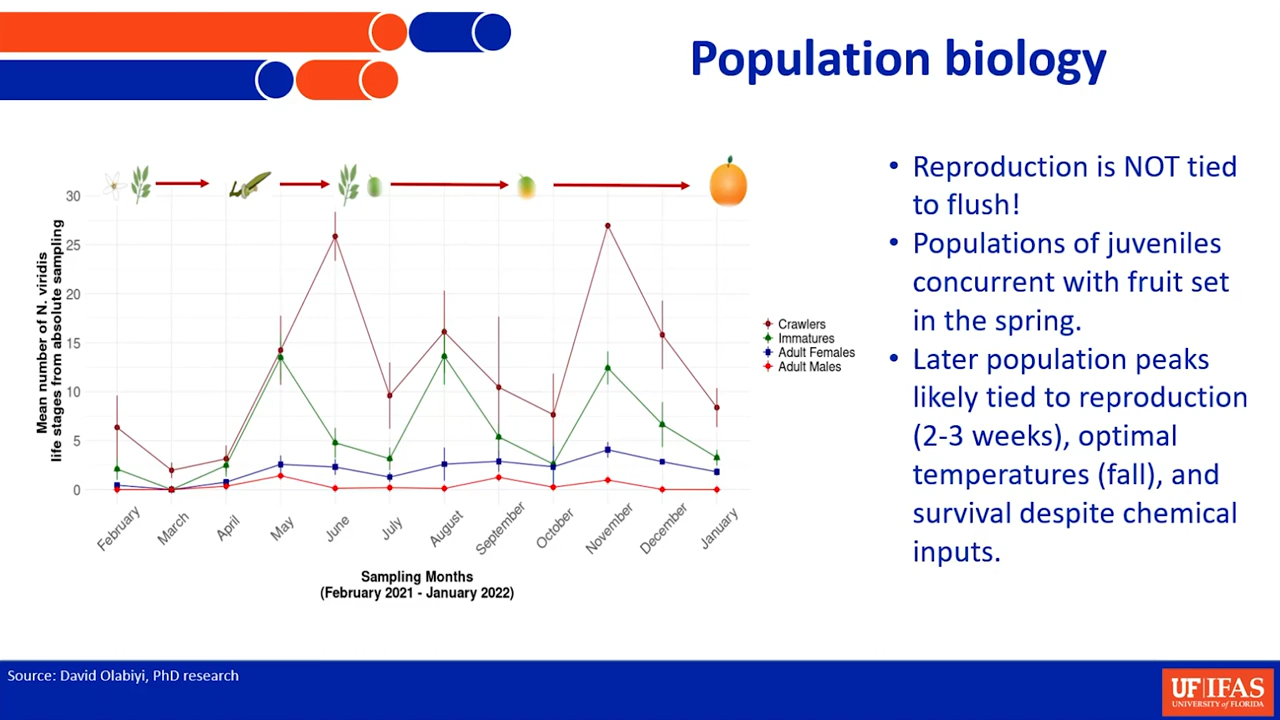 Population biology
30
25
20
15
10
5
0
Mean number of N. viridis
life stages from absolute sampling
February
March
April
May
June
July
August
September
October
November
December
January
Sampling Months
(February 2021 - January 2022)
Crawlers
Immatures
Adult Females
Adult Males
• Reproduction is NOT tied
to flush!
• Populations of juveniles
concurrent with fruit set
in the spring.
• Later population peaks
likely tied to reproduction
(2-3 weeks), optimal
temperatures (fall), and
survival despite chemical
inputs.
Source: David Olabiyi, PhD research
UF|IFAS
UNIVERSITY of FLORIDA